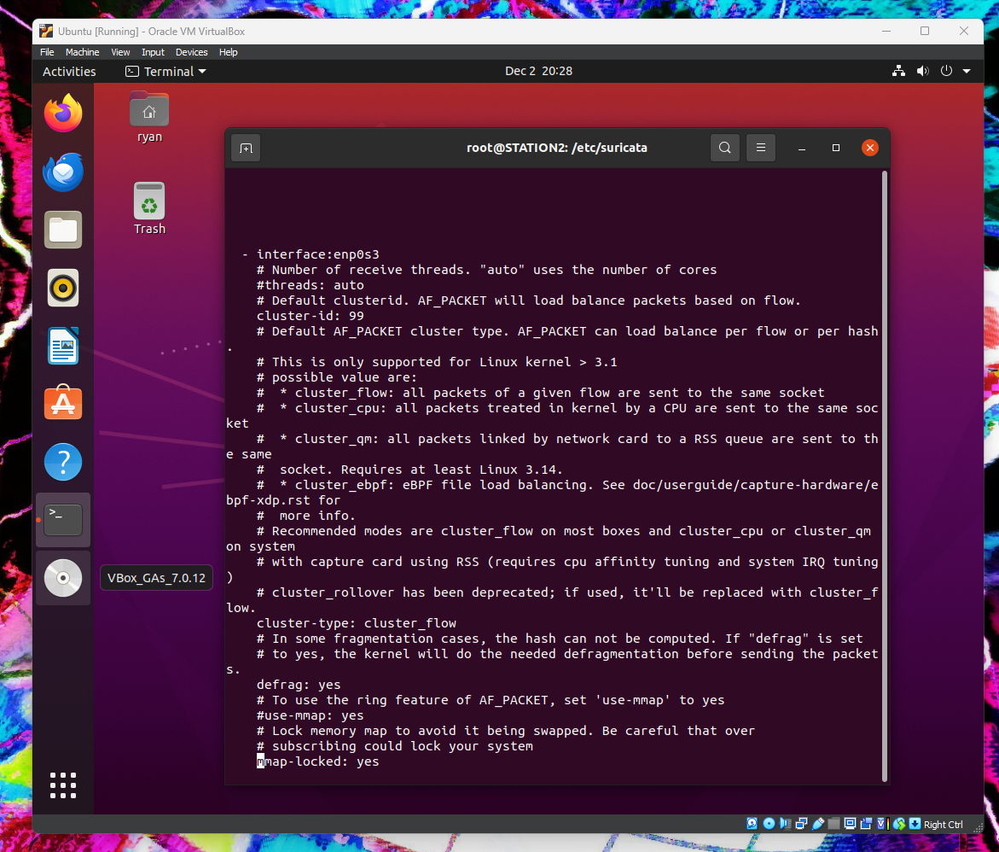 Ubuntu [Running] - Oracle VM VirtualBox
File Machine View Input Devices Help
Activities Terminal Dec 2 20:28
ryan
Trash
root@STATION2: /etc/suricata
- interface:enp0s3
# Number of receive threads. "auto" uses the number of cores
#threads: auto
# Default clusterid. AF_PACKET will load balance packets based on flow.
cluster-id: 99
# Default AF_PACKET cluster type. AF_PACKET can load balance per flow or per hash
.
# This is only supported for Linux kernel > 3.1
# possible value are:
#  * cluster_flow: all packets of a given flow are sent to the same socket
#  * cluster_cpu: all packets treated in kernel by a CPU are sent to the same soc
ket
#  * cluster_qm: all packets linked by network card to a RSS queue are sent to th
e same
#  socket. Requires at least Linux 3.14.
#  * cluster_ebpf: eBPF file load balancing. See doc/userguide/capture-hardware/e
bpf-xdp.rst for
#  more info.
# Recommended modes are cluster_flow on most boxes and cluster_cpu or cluster_qm
on system
# with capture card using RSS (requires cpu affinity tuning and system IRQ tuning
)
# cluster_rollover has been deprecated; if used, it'll be replaced with cluster_f
low.
cluster-type: cluster_flow
# In some fragmentation cases, the hash can not be computed. If "defrag" is set
# to yes, the kernel will do the needed defragmentation before sending the packet
s.
defrag: yes
# To use the ring feature of AF_PACKET, set 'use-mmap' to yes
#use-mmap: yes
# Lock memory map to avoid it being swapped. Be careful that over
# subscribing could lock your system
mmap-locked: yes
VBox_GAs_7.0.12
Right Ctrl